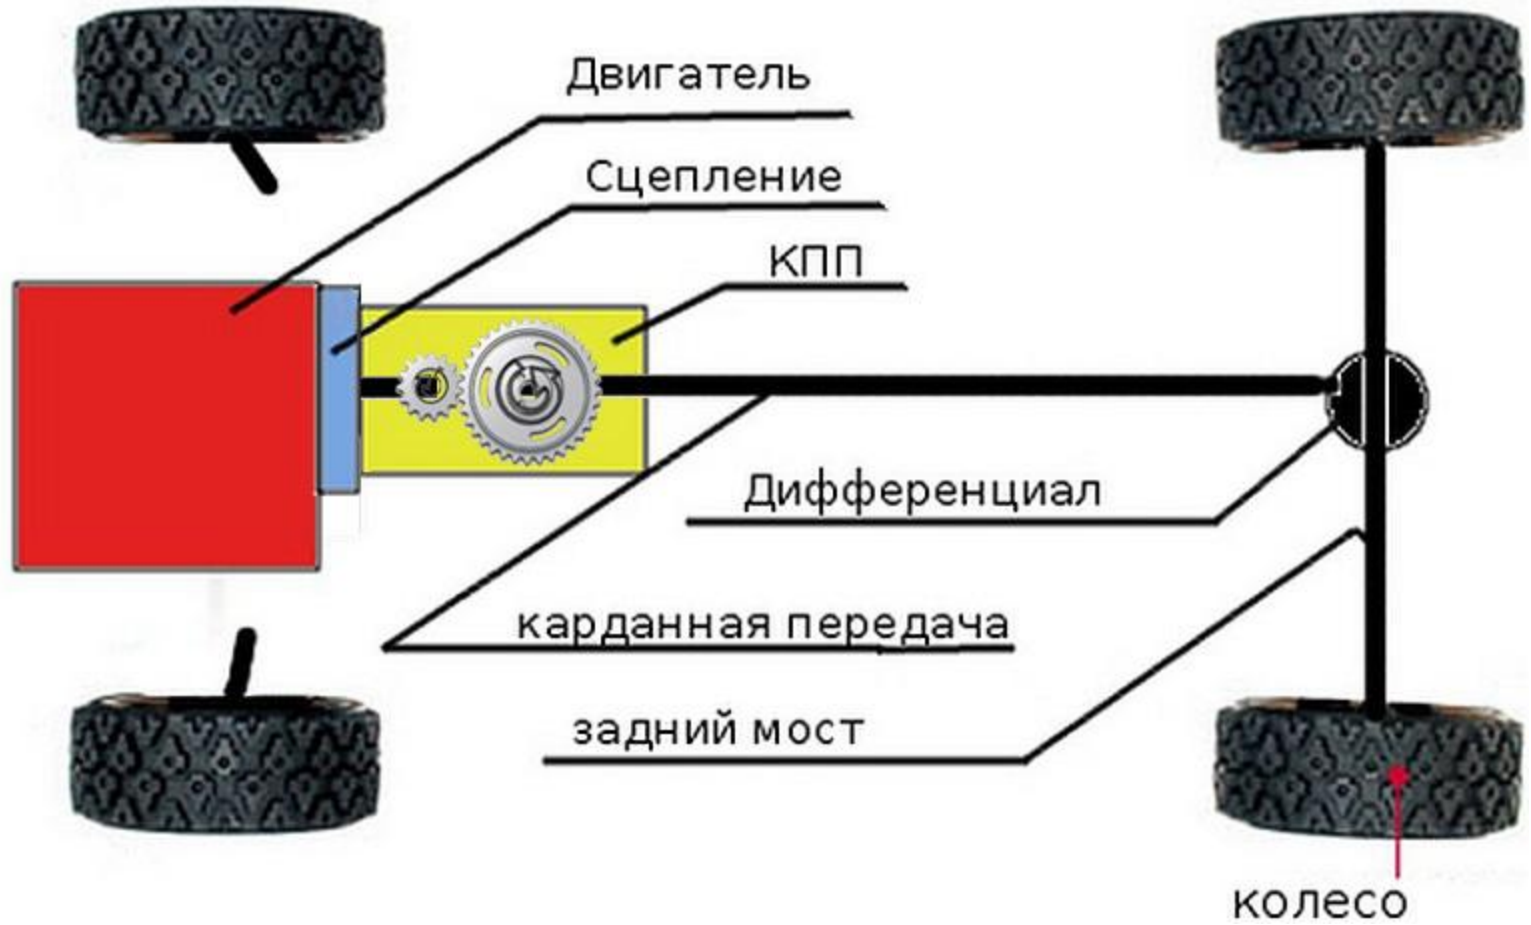 Двигатель
Сцепление
КПП
Дифференциал
карданная передача
задний мост
колесо